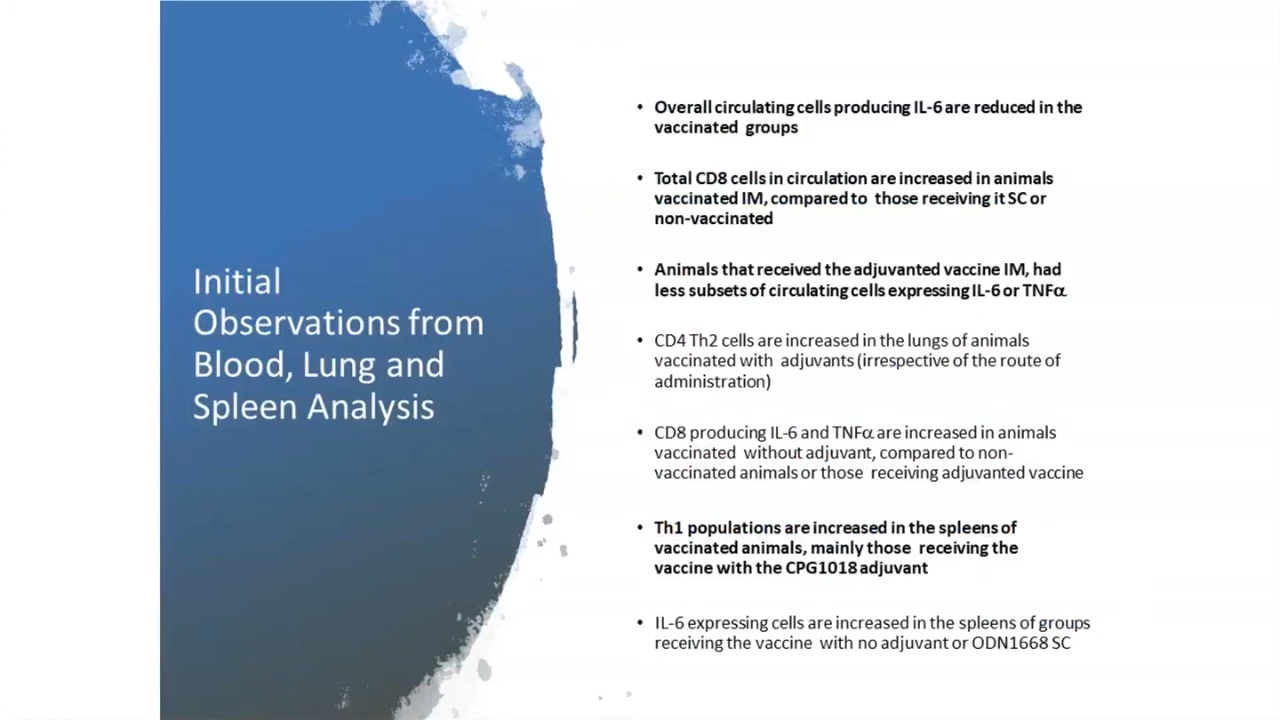 Initial
Observations from
Blood, Lung and
Spleen Analysis
• Overall circulating cells producing IL-6 are reduced in the
vaccinated groups
• Total CD8 cells in circulation are increased in animals
vaccinated IM, compared to those receiving it SC or
non-vaccinated
• Animals that received the adjuvanted vaccine IM, had
less subsets of circulating cells expressing IL-6 or TNFα.
• CD4 Th2 cells are increased in the lungs of animals
vaccinated with adjuvants (irrespective of the route of
administration)
• CD8 producing IL-6 and TNFα are increased in animals
vaccinated without adjuvant, compared to non-
vaccinated animals or those receiving adjuvanted vaccine
• Th1 populations are increased in the spleens of
vaccinated animals, mainly those receiving the
vaccine with the CPG1018 adjuvant
• IL-6 expressing cells are increased in the spleens of groups
receiving the vaccine with no adjuvant or ODN1668 SC